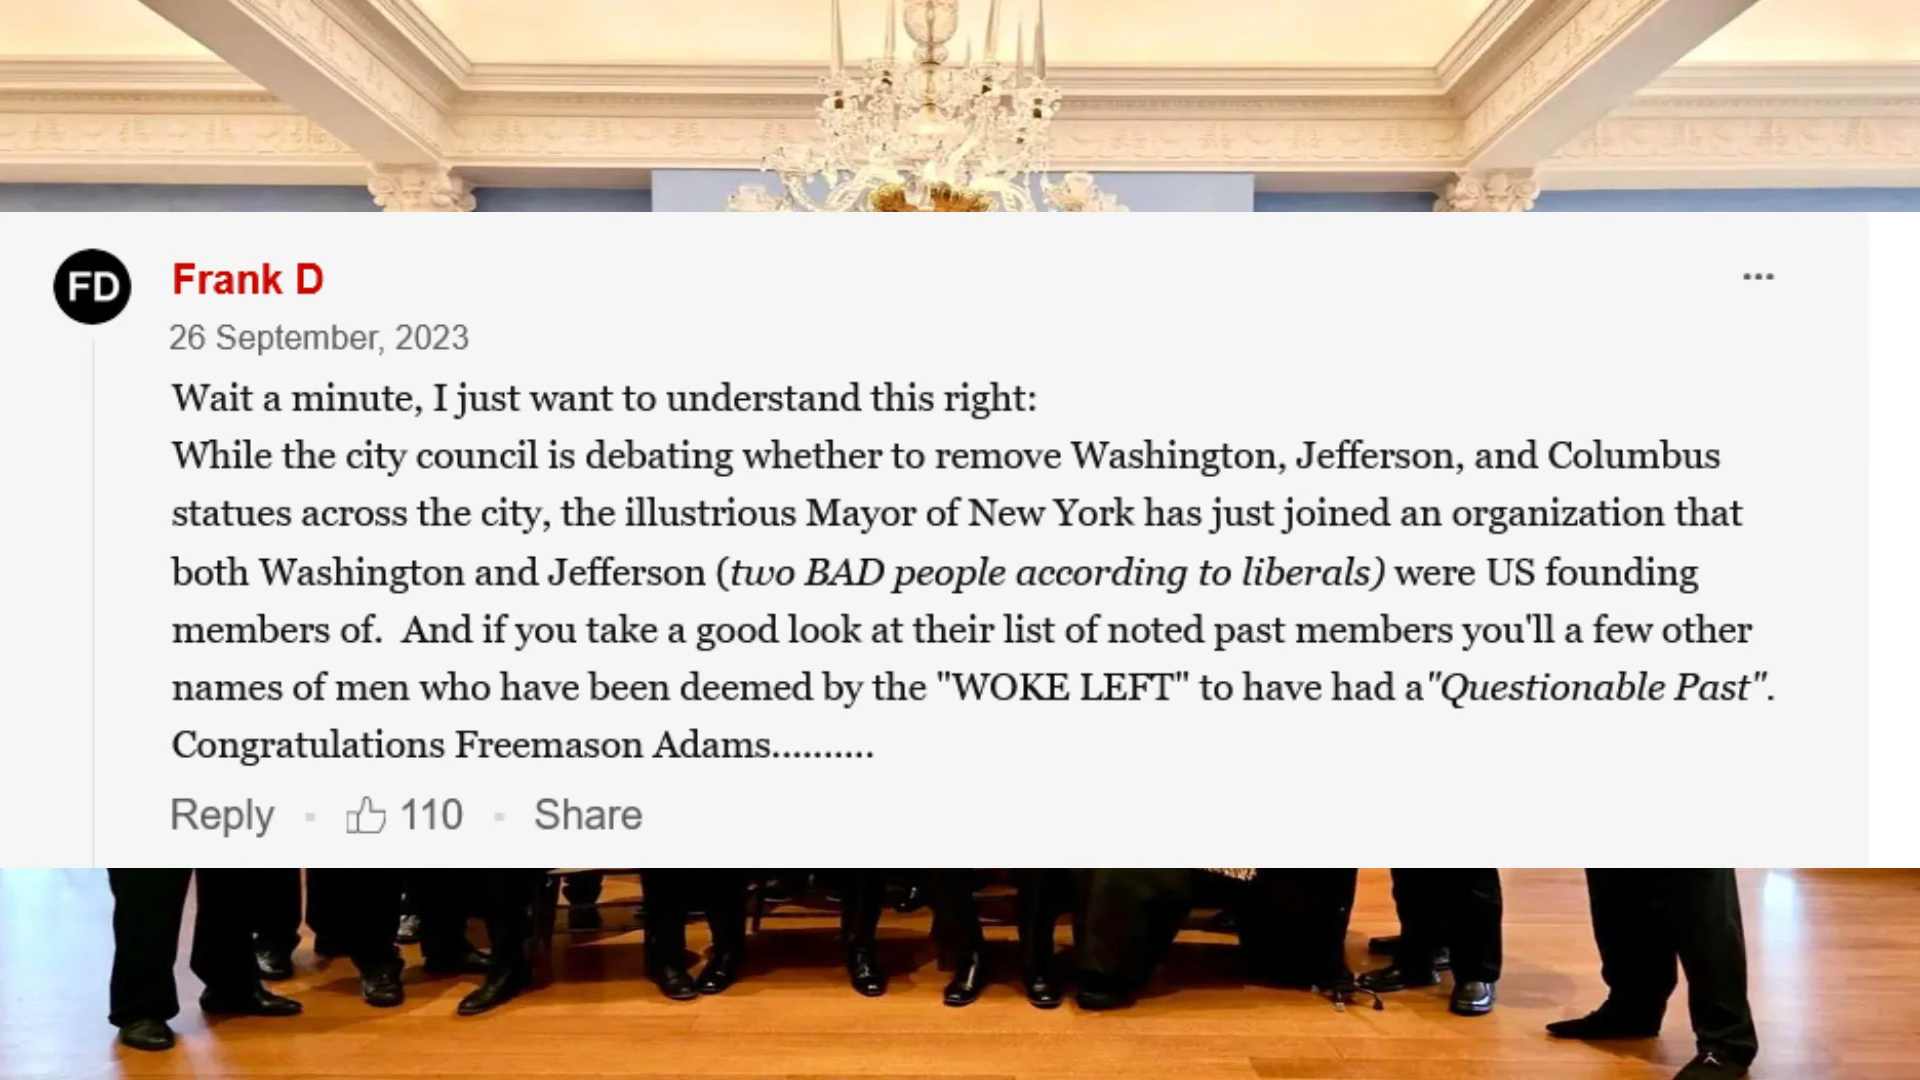 FD
Frank D
...
26 September, 2023
Wait a minute, I just want to understand this right:
While the city council is debating whether to remove Washington, Jefferson, and Columbus
statues across the city, the illustrious Mayor of New York has just joined an organization that
both Washington and Jefferson (two BAD people according to liberals) were US founding
members of.  And if you take a good look at their list of noted past members you'll a few other
names of men who have been deemed by the "WOKE LEFT" to have had a"Questionable Past".
Congratulations Freemason Adams..........
Reply 110 Share